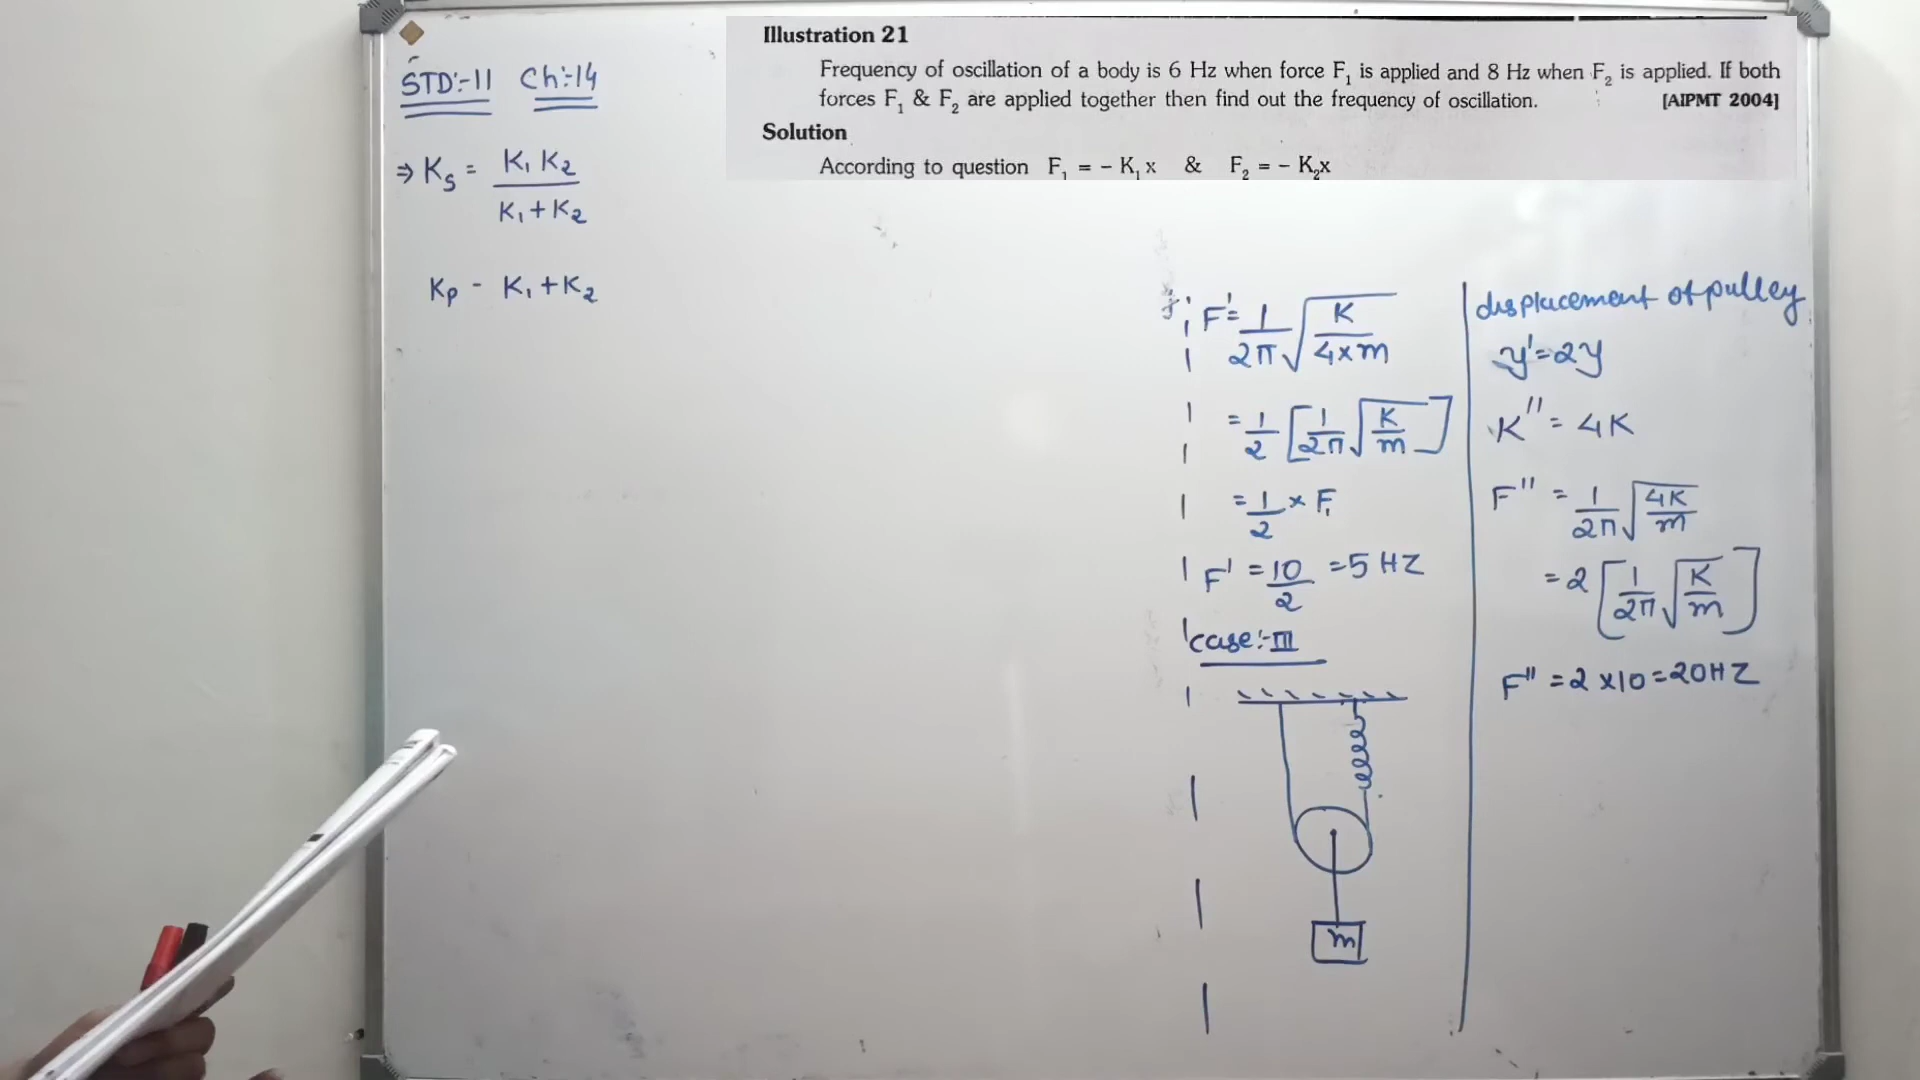 Illustration 21
Frequency of oscillation of a body is 6 Hz when force F₁ is applied and 8 Hz when F₂ is applied. If both
forces F₁ & F₂ are applied together then find out the frequency of oscillation. [AIPMT 2004]
Solution
According to question F₁ = – K₁x & F₂ = – K₂x
STD:-11 Ch:-14
⇒ Ks = K₁K₂ / K₁+K₂
Kp - K₁+K₂
F' = 1/2π √(K/4×m)
= 1/2 [1/2π √(K/m)]
= 1/2 × F₁
F' = 10/2 = 5 HZ
case:-III
m
displacement of pulley
y' = 2y
K'' = 4K
F'' = 1/2π √(4K/m)
= 2 [1/2π √(K/m)]
F'' = 2 × 10 = 20 HZ